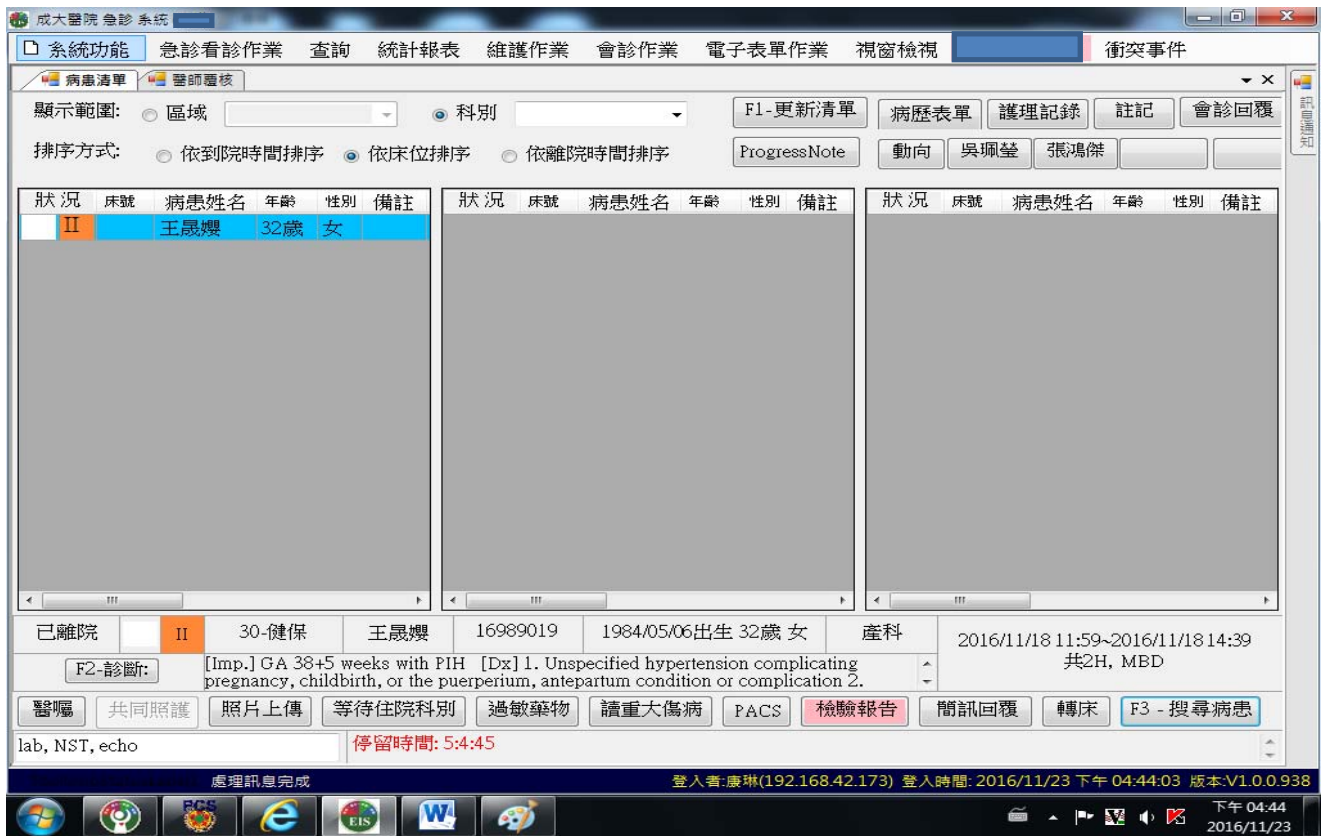 成大醫院 急診 系統
系統功能 急診看診作業 查詢 統計報表 維護作業 會診作業 電子表單作業 視窗檢視 衝突事件
病患清單 醫師覆核
訊息通知
顯示範圍: 區域 科別 F1-更新清單 病歷表單 護理記錄 註記 會診回覆
排序方式: 依到院時間排序 依床位排序 依離院時間排序 ProgressNote 動向 吳珮瑩 張鴻傑
狀況 床號 病患姓名 年齡 性別 備註 狀況 床號 病患姓名 年齡 性別 備註 狀況 床號 病患姓名 年齡 性別 備註
II 王晟嬰 32歲 女
已離院 II 30-健保 王晟嬰 16989019 1984/05/06出生 32歲 女 產科 2016/11/18 11:59~2016/11/18 14:39
共2H, MBD
F2-診斷: [Imp.] GA 38+5 weeks with PIH [Dx] 1. Unspecified hypertension complicating
pregnancy, childbirth, or the puerperium, antepartum condition or complication 2.
醫囑 共同照護 照片上傳 等待住院科別 過敏藥物 讀重大傷病 PACS 檢驗報告 簡訊回覆 轉床 F3 - 搜尋病患
lab, NST, echo 停留時間: 5:4:45
處理訊息完成 登入者:康琳(192.168.42.173) 登入時間: 2016/11/23 下午 04:44:03 版本:V1.0.0.938
PCS EIS W 下午 04:44
2016/11/23